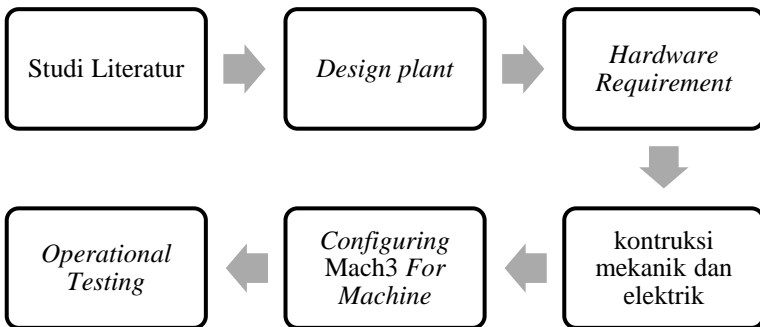 Studi Literatur
Design plant
Hardware
Requirement
kontruksi
mekanik dan
elektrik
Configuring
Mach3 For
Machine
Operational
Testing